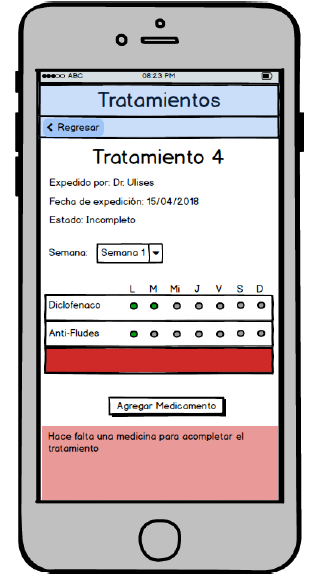 ABC 08:23 PM
Tratamientos
Regresar
Tratamiento 4
Expedido por: Dr. Ulises
Fecha de expedición: 15/04/2018
Estado: Incompleto
Semana: Semana 1
L M Mi J V S D
Diclofenaco
Anti-Fludes
Agregar Medicamento
Hace falta una medicina para acompletar el
tratamiento